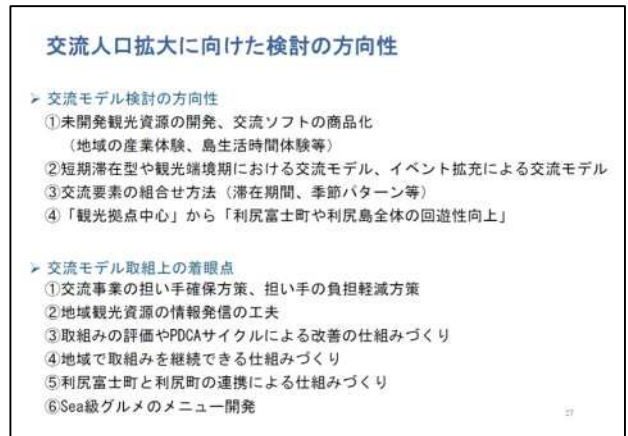 交流人口拡大に向けた検討の方向性
➢ 交流モデル検討の方向性
①未開発観光資源の開発、交流ソフトの商品化
（地域の産業体験、島生活時間体験等）
②短期滞在型や観光端境期における交流モデル、イベント拡充による交流モデル
③交流要素の組合せ方法（滞在期間、季節パターン等）
④「観光拠点中心」から「利尻富士町や利尻島全体の回遊性向上」
➢ 交流モデル取組上の着眼点
①交流事業の担い手確保方策、担い手の負担軽減方策
②地域観光資源の情報発信の工夫
③取組みの評価やPDCAサイクルによる改善の仕組みづくり
④地域で取組みを継続できる仕組みづくり
⑤利尻富士町と利尻町の連携による仕組みづくり
⑥Sea級グルメのメニュー開発
27